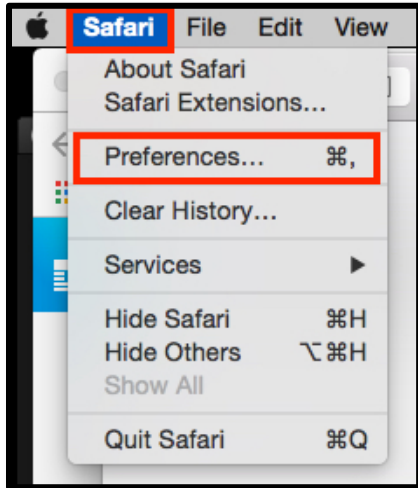 Safari File Edit View
About Safari
Safari Extensions...
Preferences... ⌘,
Clear History...
Services ▶
Hide Safari ⌘H
Hide Others ⌥⌘H
Show All
Quit Safari ⌘Q